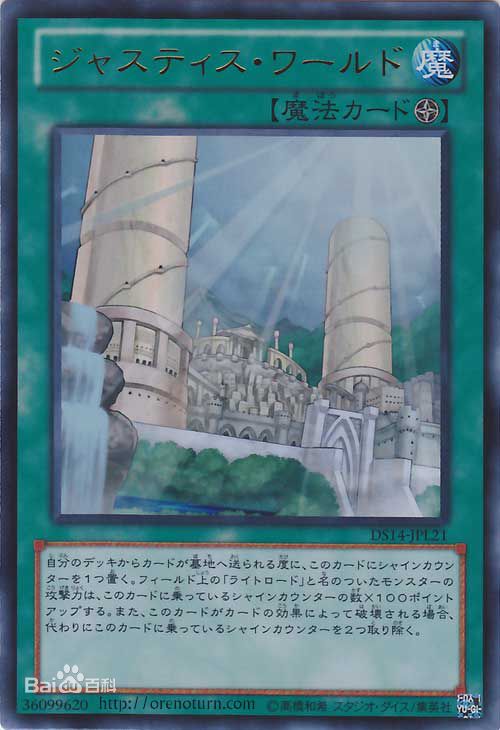 ジャスティス・ワールド
魔
【魔法カード】
DS14-JPL21
自分のデッキからカードが墓地へ送られる度に、このカードにシャインカウン
ターを1つ置く。フィールド上の「ライトロード」と名のついたモンスターの
攻撃力は、このカードに乗っているシャインカウンターの数×100ポイント
アップする。また、このカードがカードの効果によって破壊される場合、
代わりにこのカードに乗っているシャインカウンターを2つ取り除く。
Bai百科
36099620 http://orenoturn.com ©高橋和希 スタジオ・ダイス/集英社